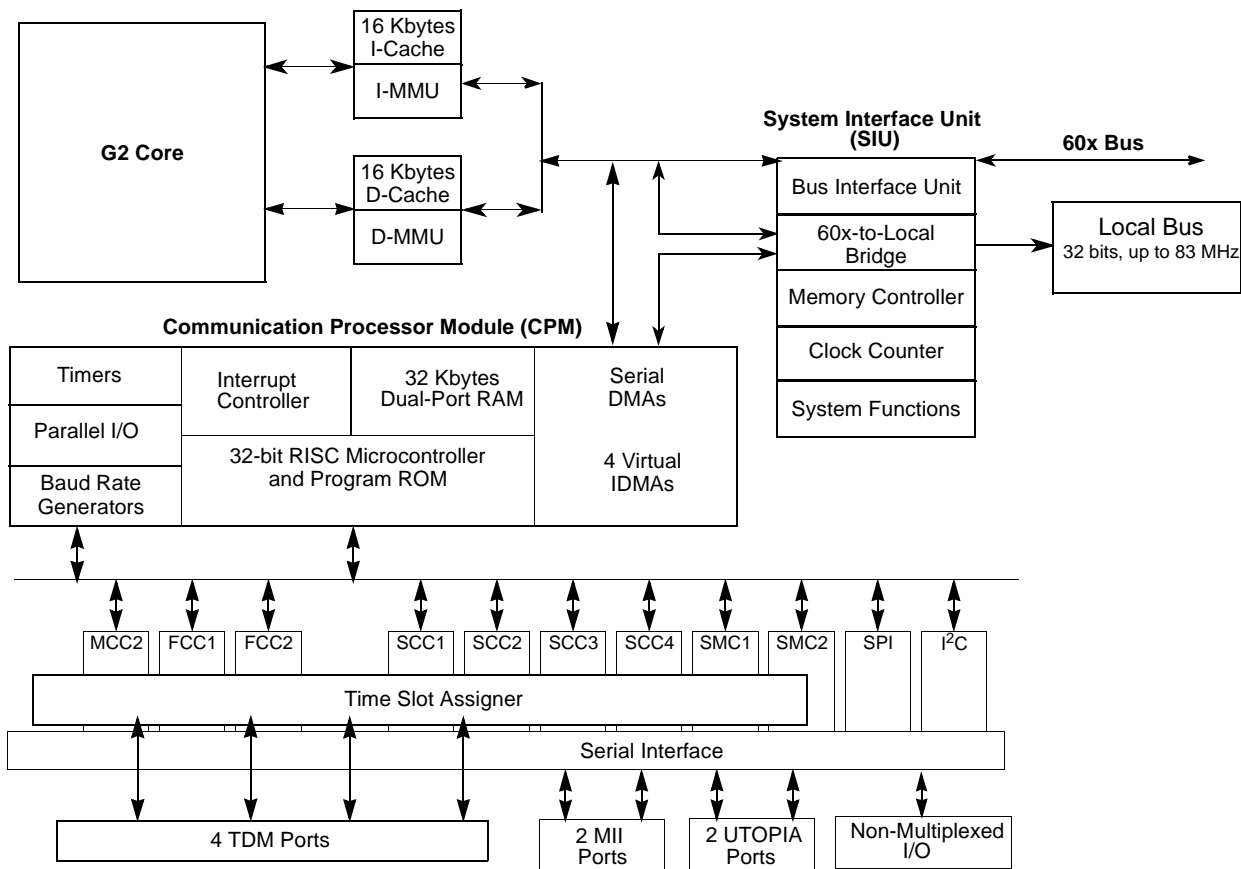 G2 Core
16 Kbytes
I-Cache
I-MMU
16 Kbytes
D-Cache
D-MMU
System Interface Unit
(SIU)
Bus Interface Unit
60x-to-Local
Bridge
Memory Controller
Clock Counter
System Functions
60x Bus
Local Bus
32 bits, up to 83 MHz
Communication Processor Module (CPM)
Timers
Parallel I/O
Baud Rate
Generators
Interrupt
Controller
32 Kbytes
Dual-Port RAM
32-bit RISC Microcontroller
and Program ROM
Serial
DMAs
4 Virtual
IDMAs
MCC2
FCC1
FCC2
SCC1
SCC2
SCC3
SCC4
SMC1
SMC2
SPI
I²C
Time Slot Assigner
Serial Interface
4 TDM Ports
2 MII
Ports
2 UTOPIA
Ports
Non-Multiplexed
I/O